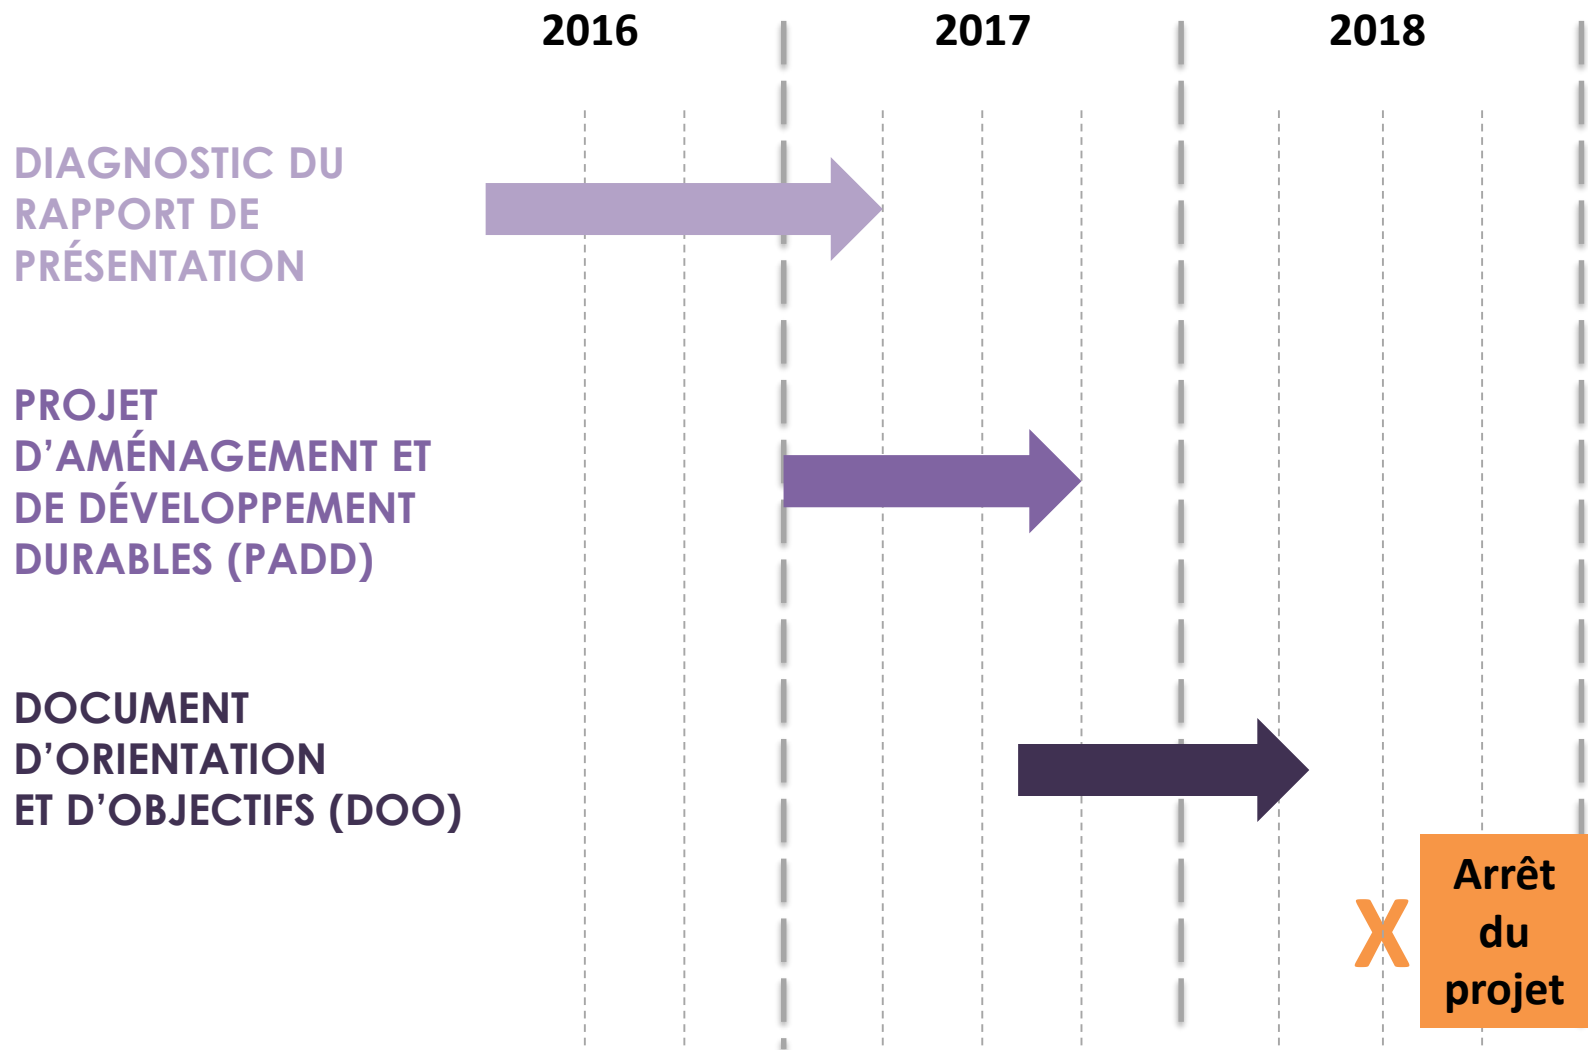 2016
2017
2018
DIAGNOSTIC DU
RAPPORT DE
PRÉSENTATION
PROJET
D’AMÉNAGEMENT ET
DE DÉVELOPPEMENT
DURABLES (PADD)
DOCUMENT
D’ORIENTATION
ET D’OBJECTIFS (DOO)
X
Arrêt
du
projet